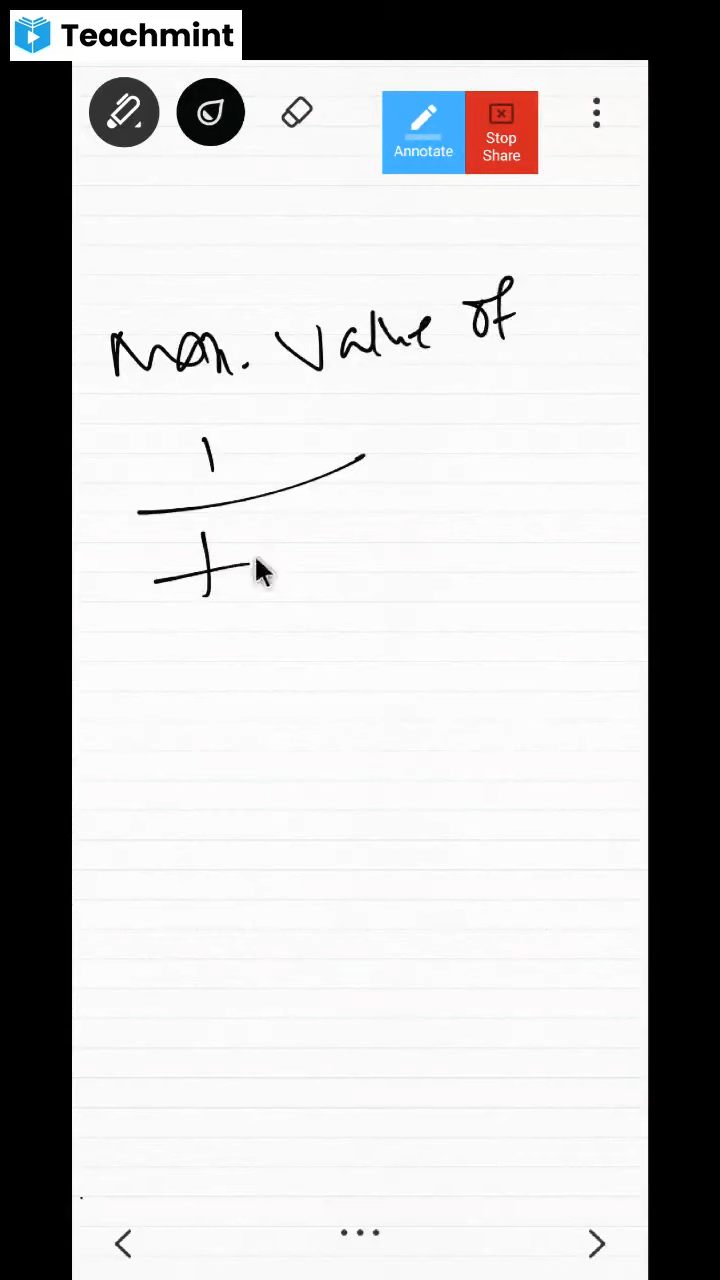 Teachmint
Annotate
Stop
Share
Max. Value of
1
+